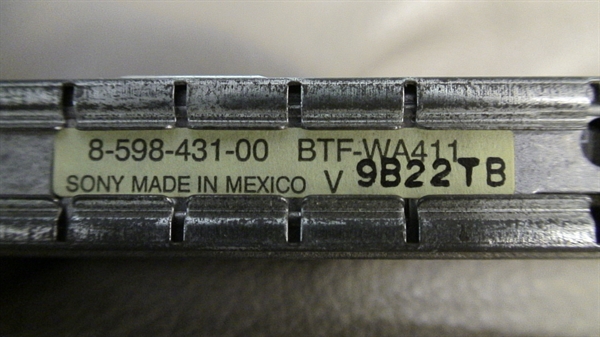 8-598-431-00 BTF-WA411
SONY MADE IN MEXICO V 9B22TB